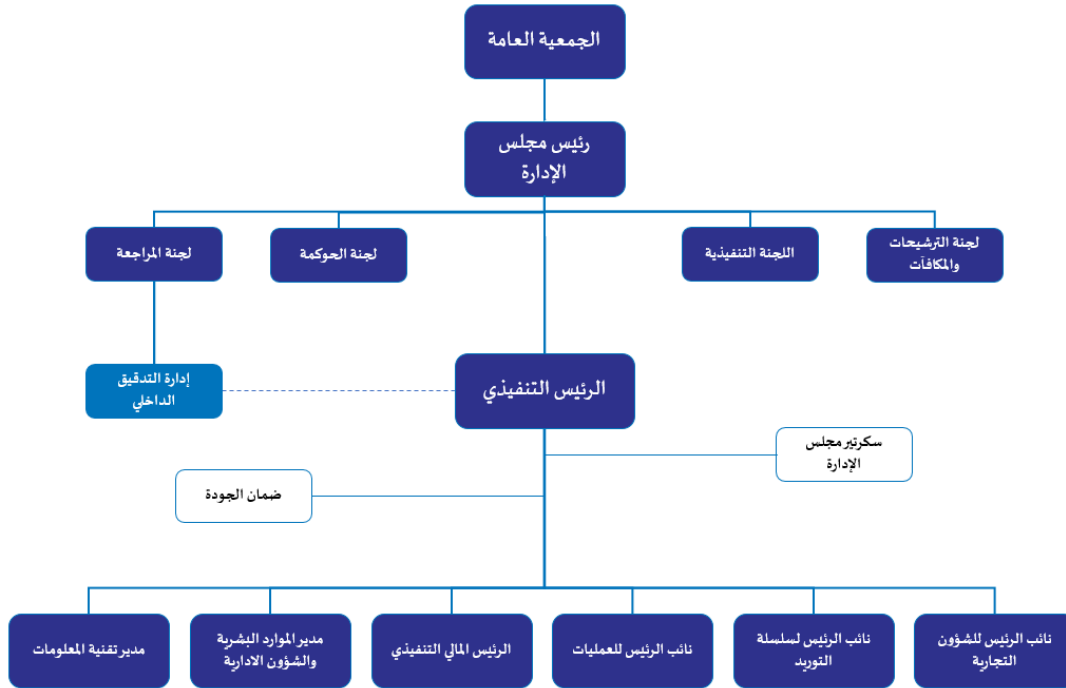 الجمعية العامة
رئيس مجلس
الإدارة
لجنة الترشيحات
والمكافآت
اللجنة التنفيذية
لجنة الحوكمة
لجنة المراجعة
الرئيس التنفيذي
إدارة التدقيق
الداخلي
سكرتير مجلس
الإدارة
ضمان الجودة
نائب الرئيس للشؤون
التجارية
نائب الرئيس لسلسلة
التوريد
نائب الرئيس للعمليات
الرئيس المالي التنفيذي
مدير الموارد البشرية
والشؤون الادارية
مدير تقنية المعلومات